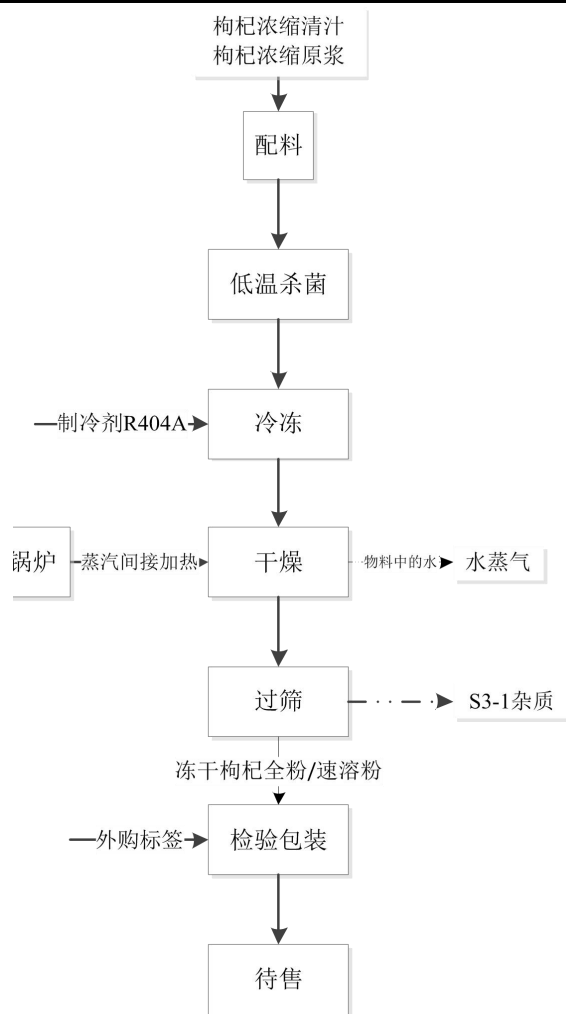 枸杞浓缩清汁
枸杞浓缩原浆
配料
低温杀菌
制冷剂R404A
冷冻
锅炉
蒸汽间接加热
干燥
物料中的水
水蒸气
过筛
S3-1杂质
冻干枸杞全粉/速溶粉
外购标签
检验包装
待售